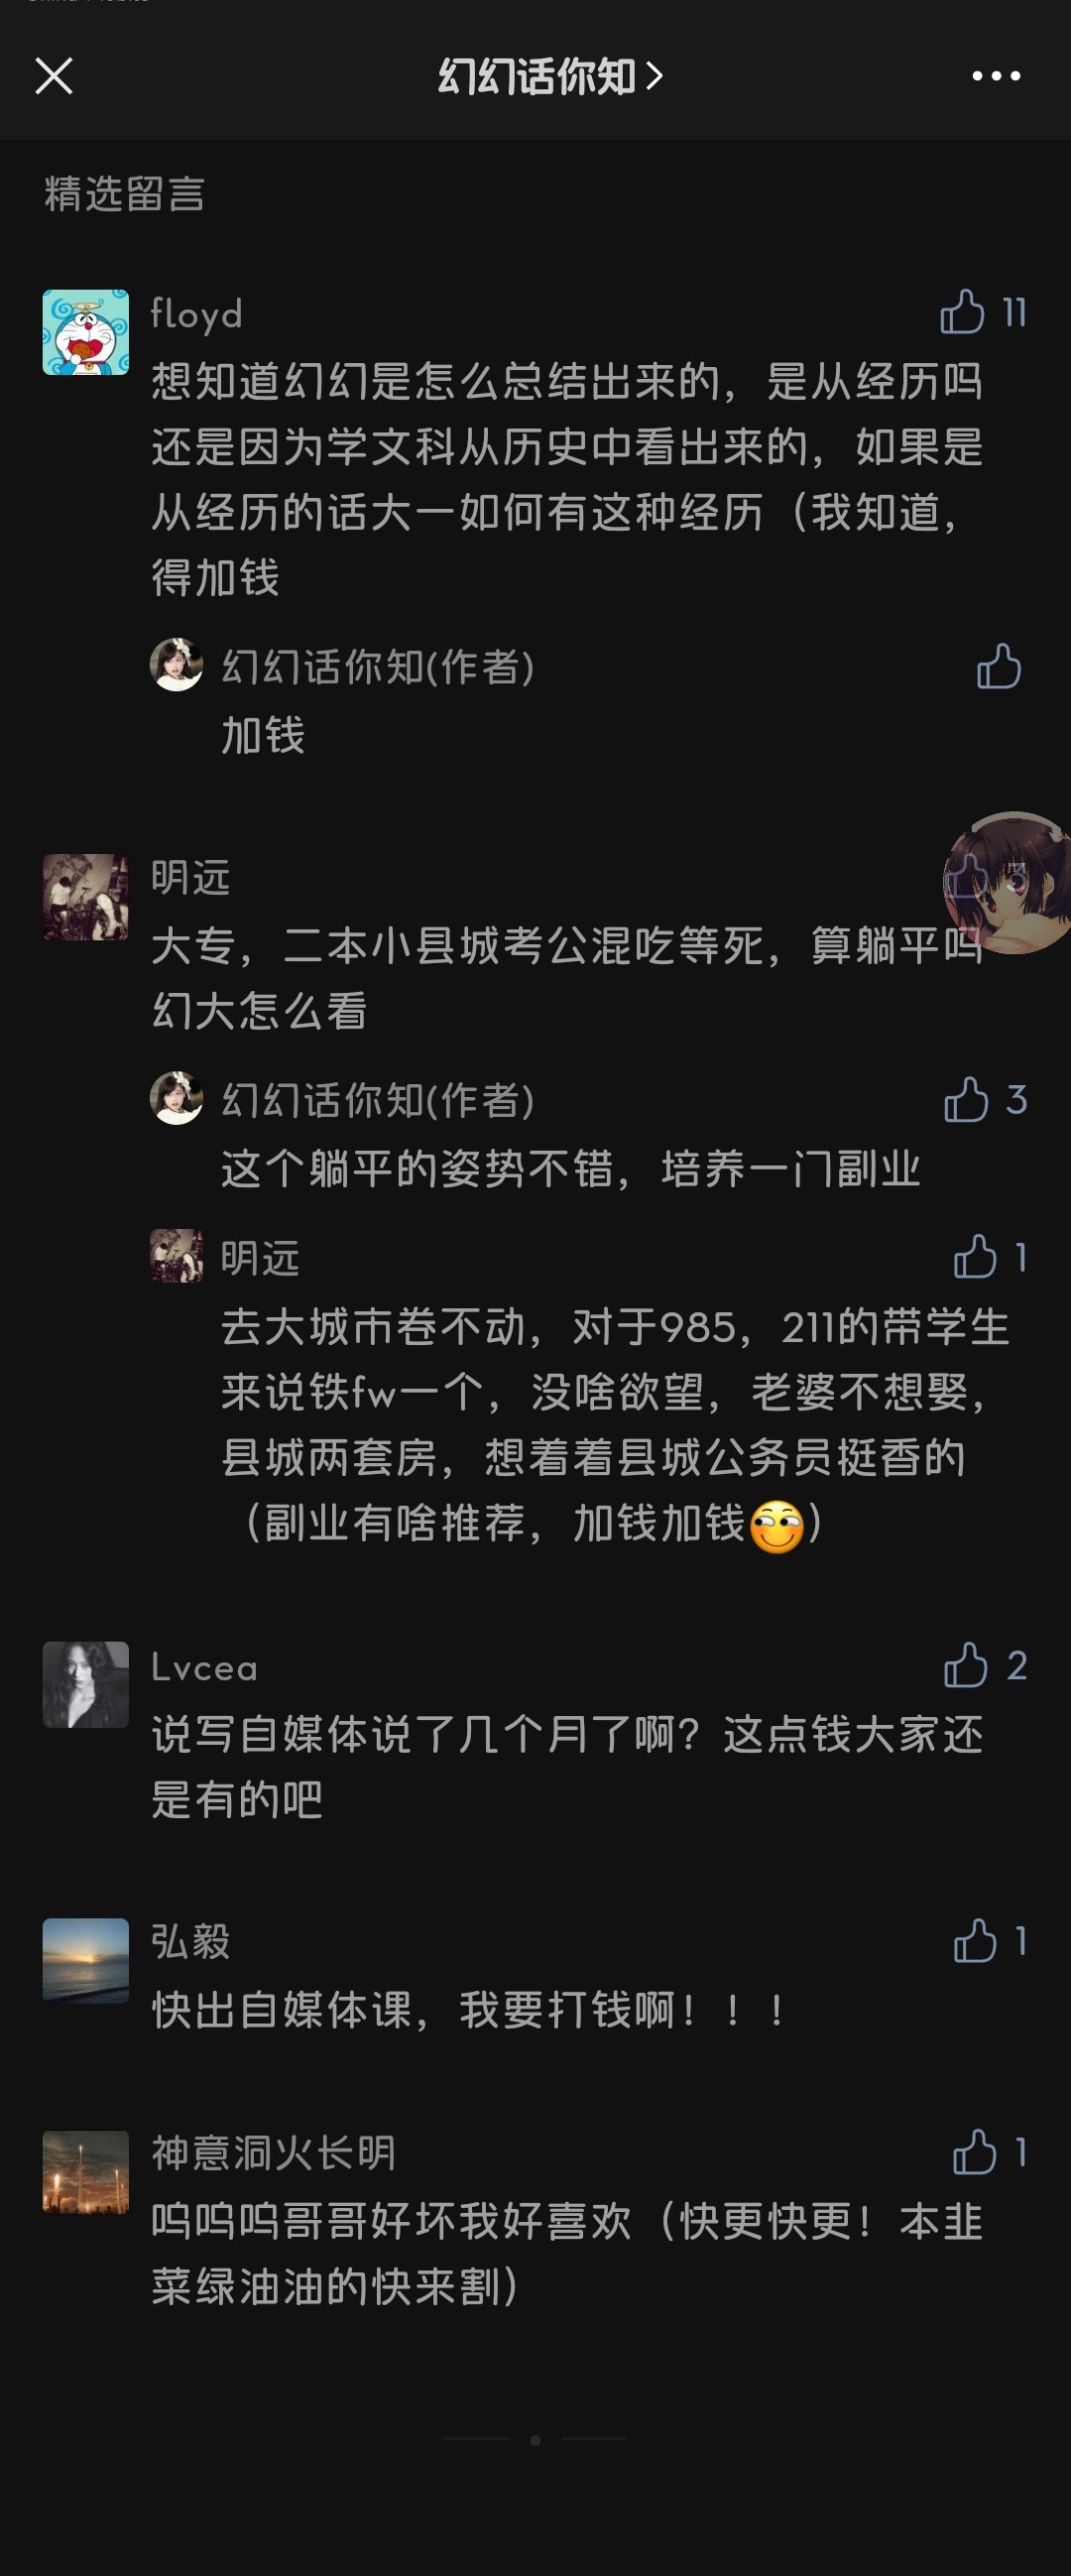 幻幻话你知
精选留言
floyd
11
想知道幻幻是怎么总结出来的，是从经历吗
还是因为学文科从历史中看出来的，如果是
从经历的话大一如何有这种经历（我知道，
得加钱
幻幻话你知(作者)
加钱
明远
3
大专，二本小县城考公混吃等死，算躺平吗
幻大怎么看
幻幻话你知(作者)
3
这个躺平的姿势不错，培养一门副业
明远
1
去大城市卷不动，对于985，211的带学生
来说铁fw一个，没啥欲望，老婆不想娶，
县城两套房，想着着县城公务员挺香的
（副业有啥推荐，加钱加钱）
Lvcea
2
说写自媒体说了几个月了啊？这点钱大家还
是有的吧
弘毅
1
快出自媒体课，我要打钱啊！！！
神意洞火长明
1
呜呜呜哥哥好坏我好喜欢（快更快更！本韭
菜绿油油的快来割）